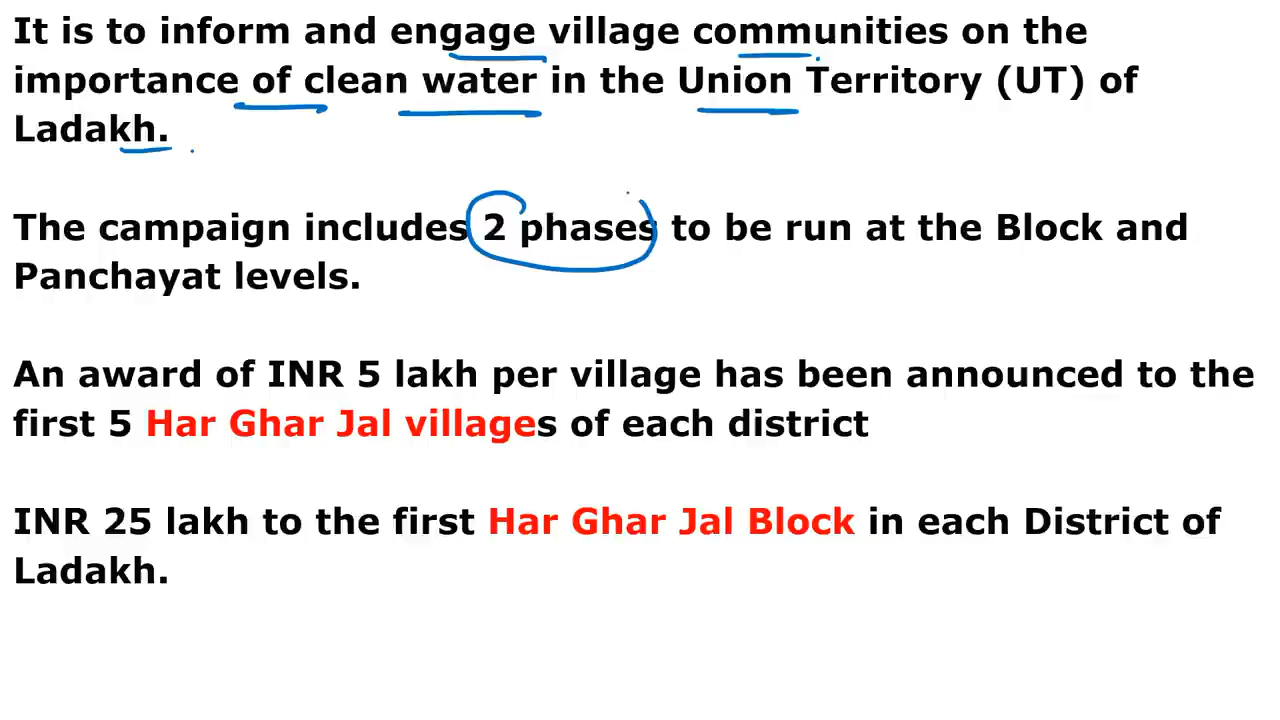 It is to inform and engage village communities on the
importance of clean water in the Union Territory (UT) of
Ladakh.
The campaign includes 2 phases to be run at the Block and
Panchayat levels.
An award of INR 5 lakh per village has been announced to the
first 5 Har Ghar Jal villages of each district
INR 25 lakh to the first Har Ghar Jal Block in each District of
Ladakh.